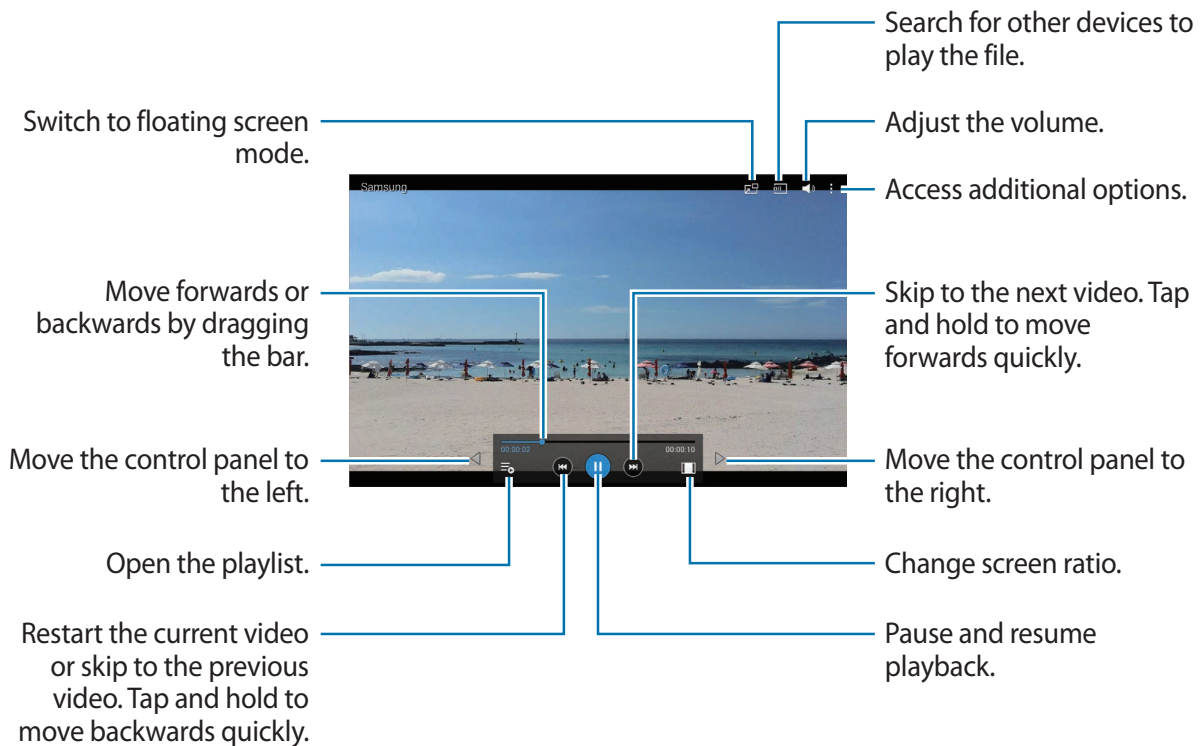 Search for other devices to
play the file.
Switch to floating screen
mode.
Adjust the volume.
Access additional options.
Samsung
Move forwards or
backwards by dragging
the bar.
Skip to the next video. Tap
and hold to move
forwards quickly.
00:00:02
00:00:10
Move the control panel to
the left.
Move the control panel to
the right.
Open the playlist.
Change screen ratio.
Restart the current video
or skip to the previous
video. Tap and hold to
move backwards quickly.
Pause and resume
playback.